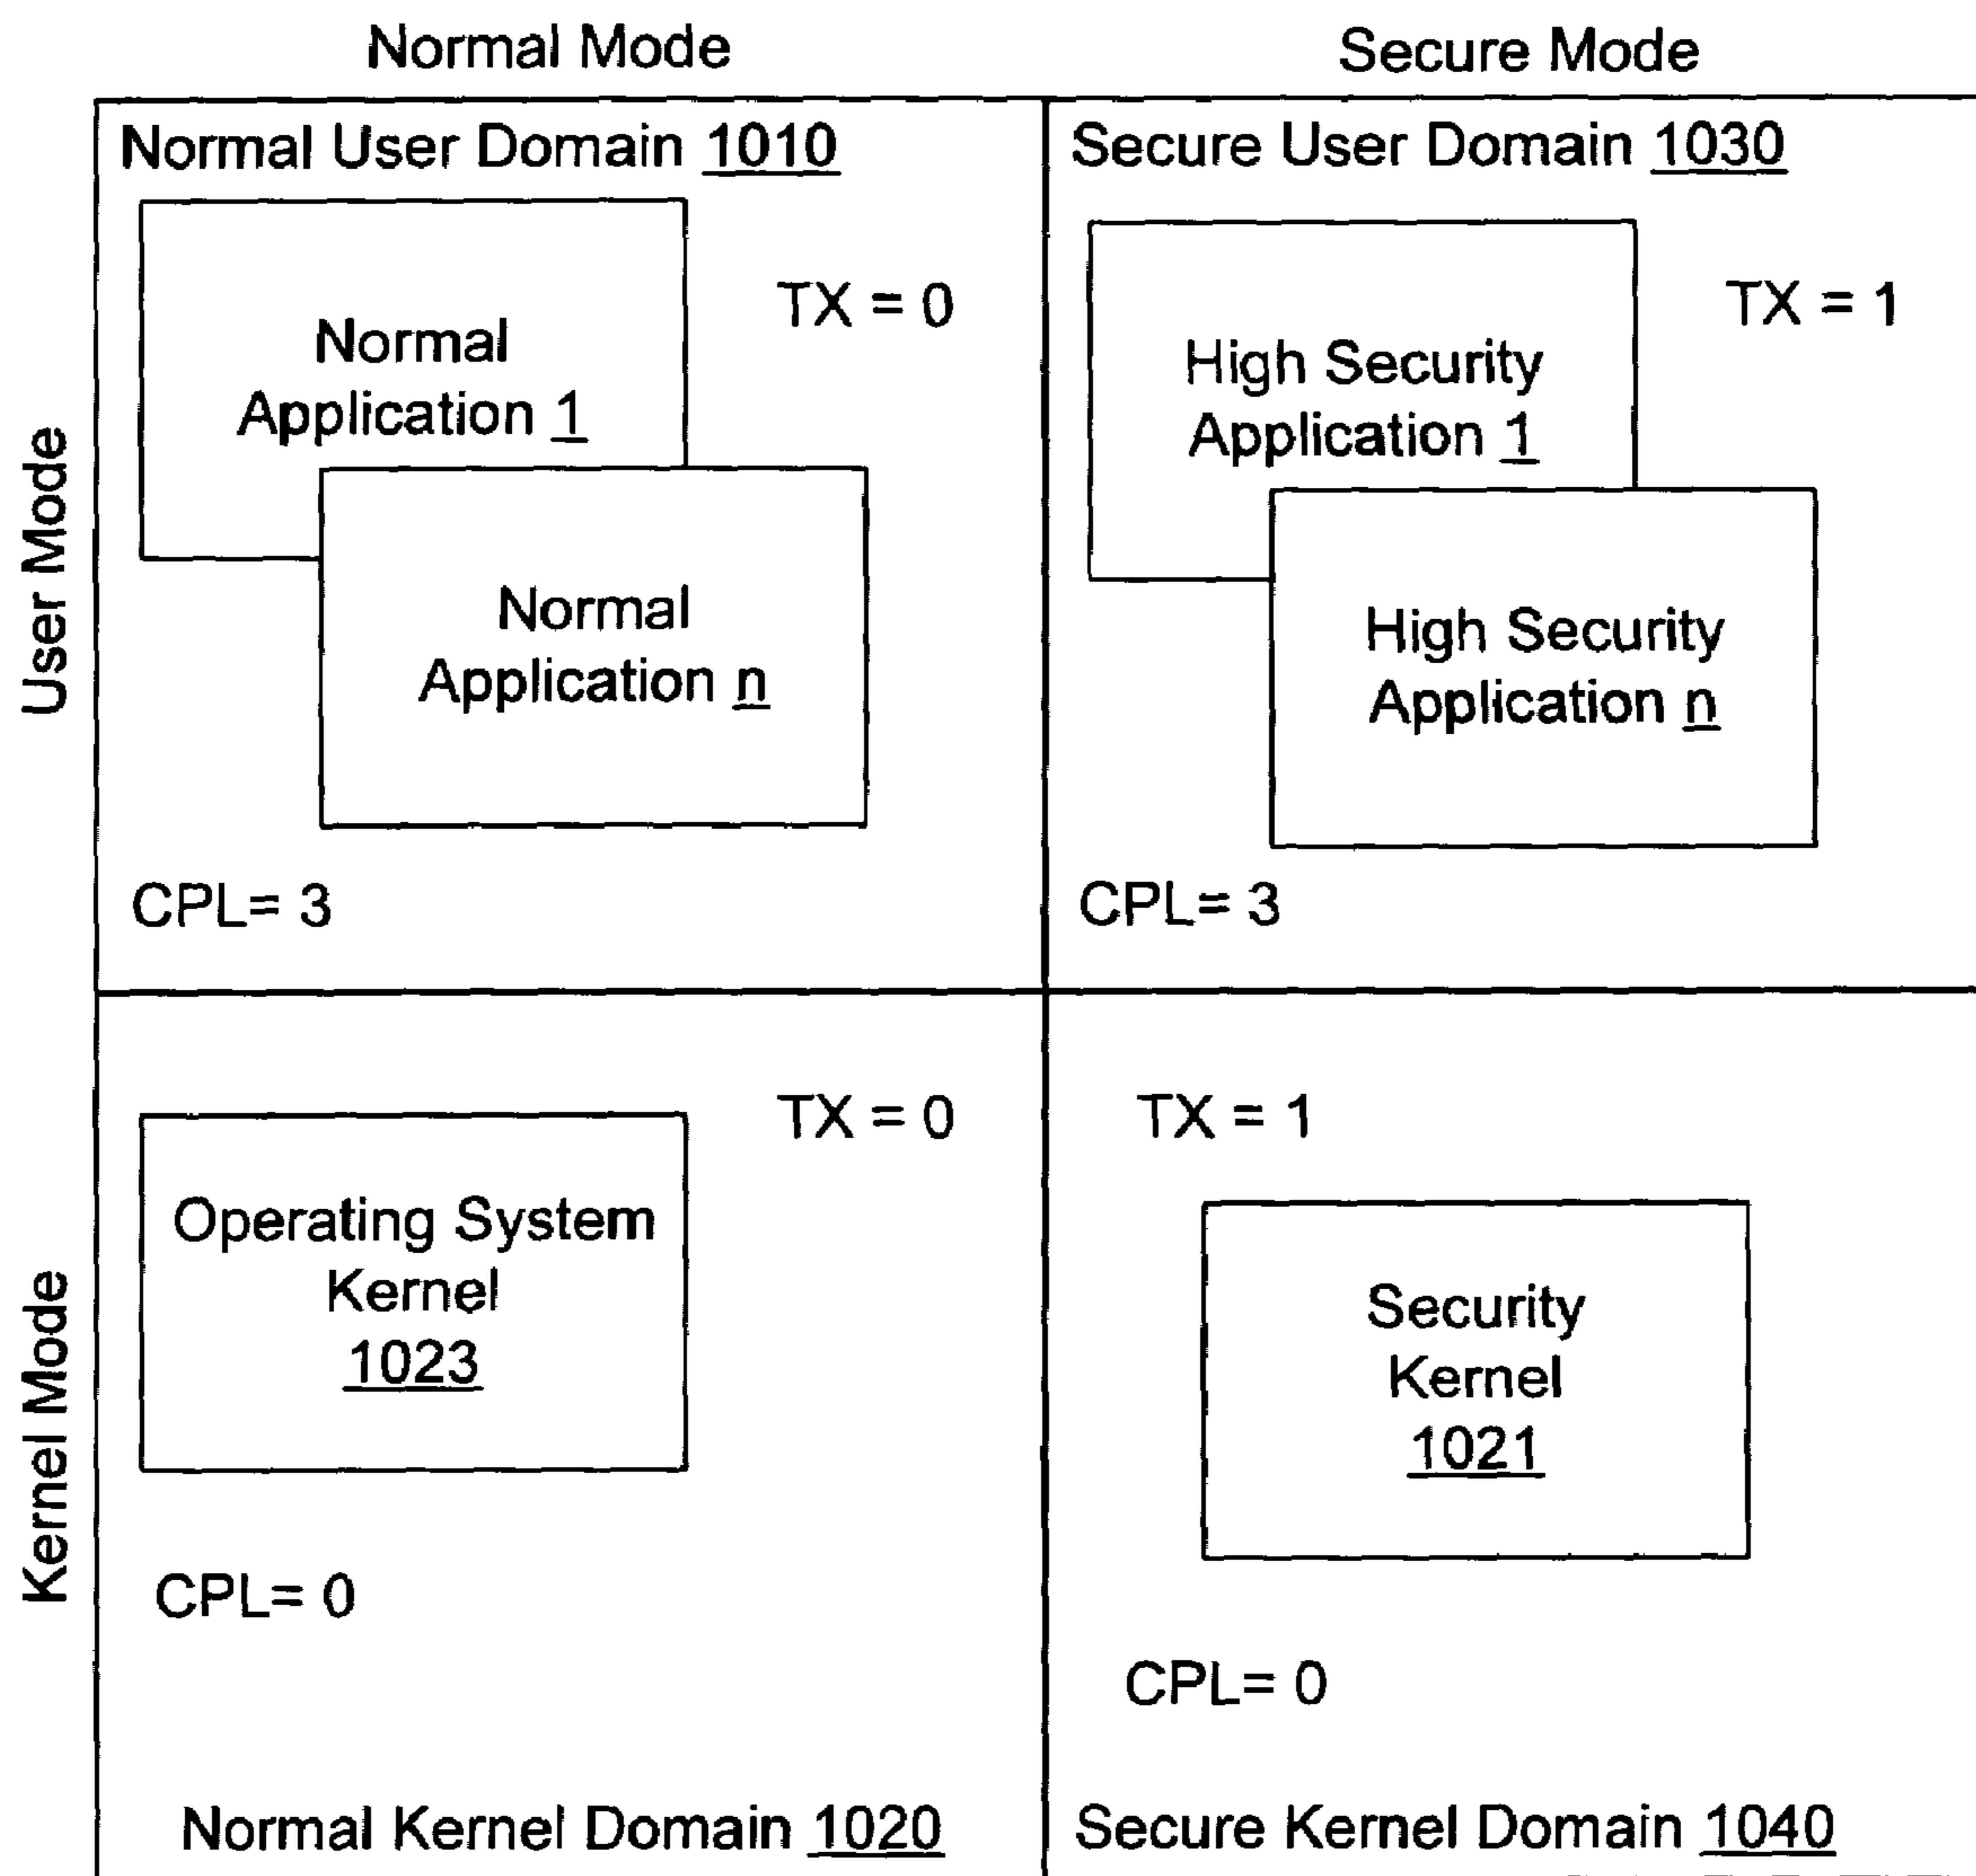 Normal Mode
Secure Mode
User Mode
Normal User Domain 1010
TX = 0
Normal
Application 1
Normal
Application n
CPL= 3
Secure User Domain 1030
TX = 1
High Security
Application 1
High Security
Application n
CPL= 3
Kernel Mode
TX = 0
Operating System
Kernel
1023
CPL= 0
Normal Kernel Domain 1020
TX = 1
Security
Kernel
1021
CPL= 0
Secure Kernel Domain 1040